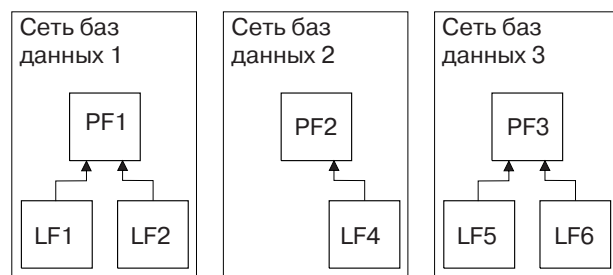 Сеть баз
данных 1
PF1
LF1
LF2
Сеть баз
данных 2
PF2
LF4
Сеть баз
данных 3
PF3
LF5
LF6